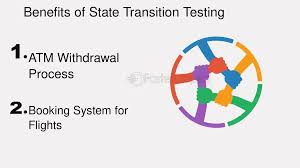 Benefits of State Transition Testing
1. ATM Withdrawal
Process
2. Booking System for
Flights